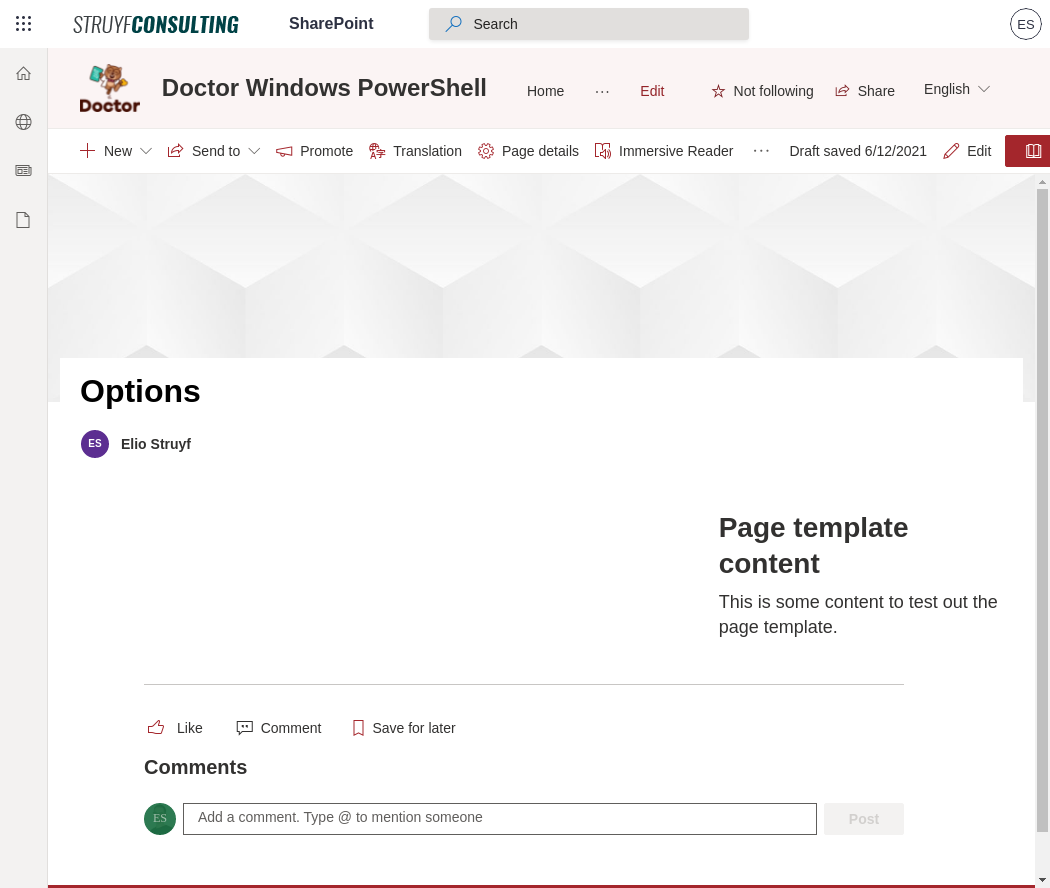 STRUYFCONSULTING SharePoint Search ES
Doctor Doctor Windows PowerShell Home ... Edit Not following Share English
New Send to Promote Translation Page details Immersive Reader ... Draft saved 6/12/2021 Edit
Options
ES Elio Struyf
Page template
content
This is some content to test out the
page template.
Like Comment Save for later
Comments
ES Add a comment. Type @ to mention someone Post